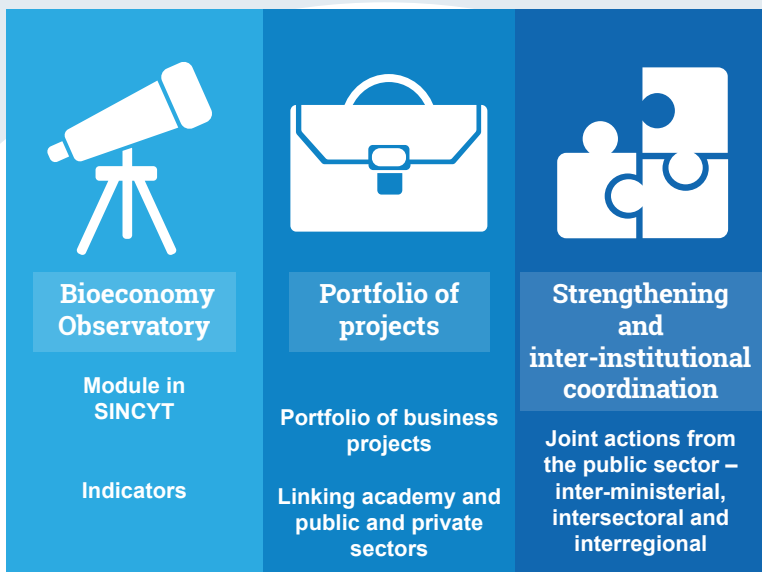 Bioeconomy
Observatory
Module in
SINCYT
Indicators
Portfolio of
projects
Portfolio of business
projects
Linking academy and
public and private
sectors
Strengthening
and
inter-institutional
coordination
Joint actions from
the public sector –
inter-ministerial,
intersectoral and
interregional